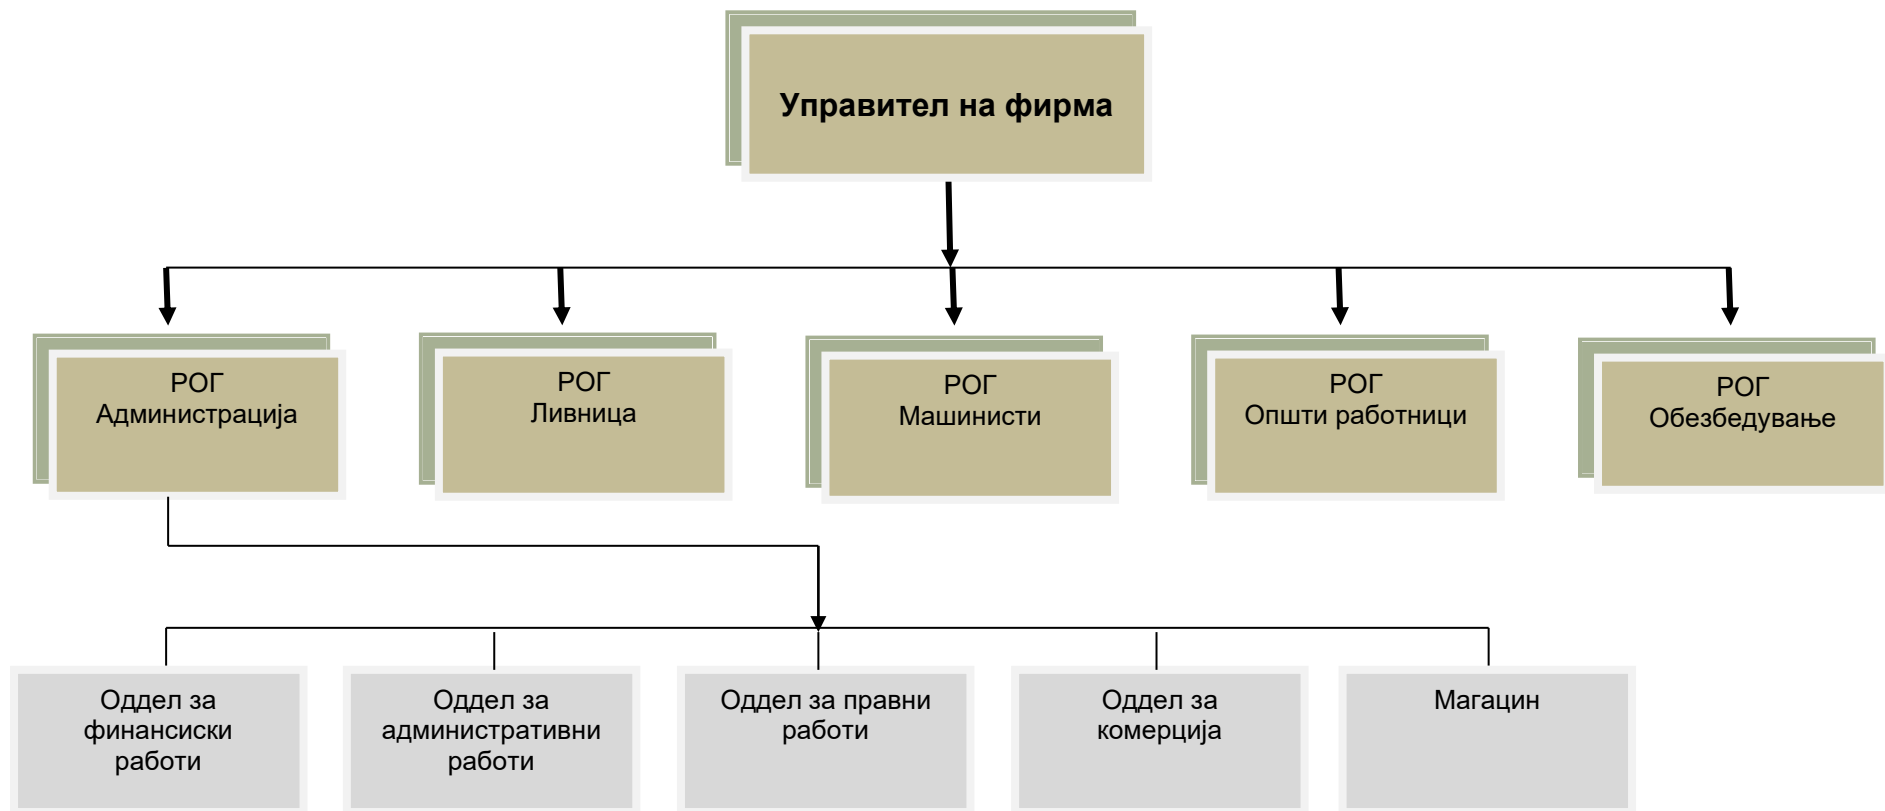 Управител на фирма
РОГ
Администрација
РОГ
Ливница
РОГ
Машинисти
РОГ
Општи работници
РОГ
Обезбедување
Оддел за
финансиски
работи
Оддел за
административни
работи
Оддел за правни
работи
Оддел за
комерција
Магацин